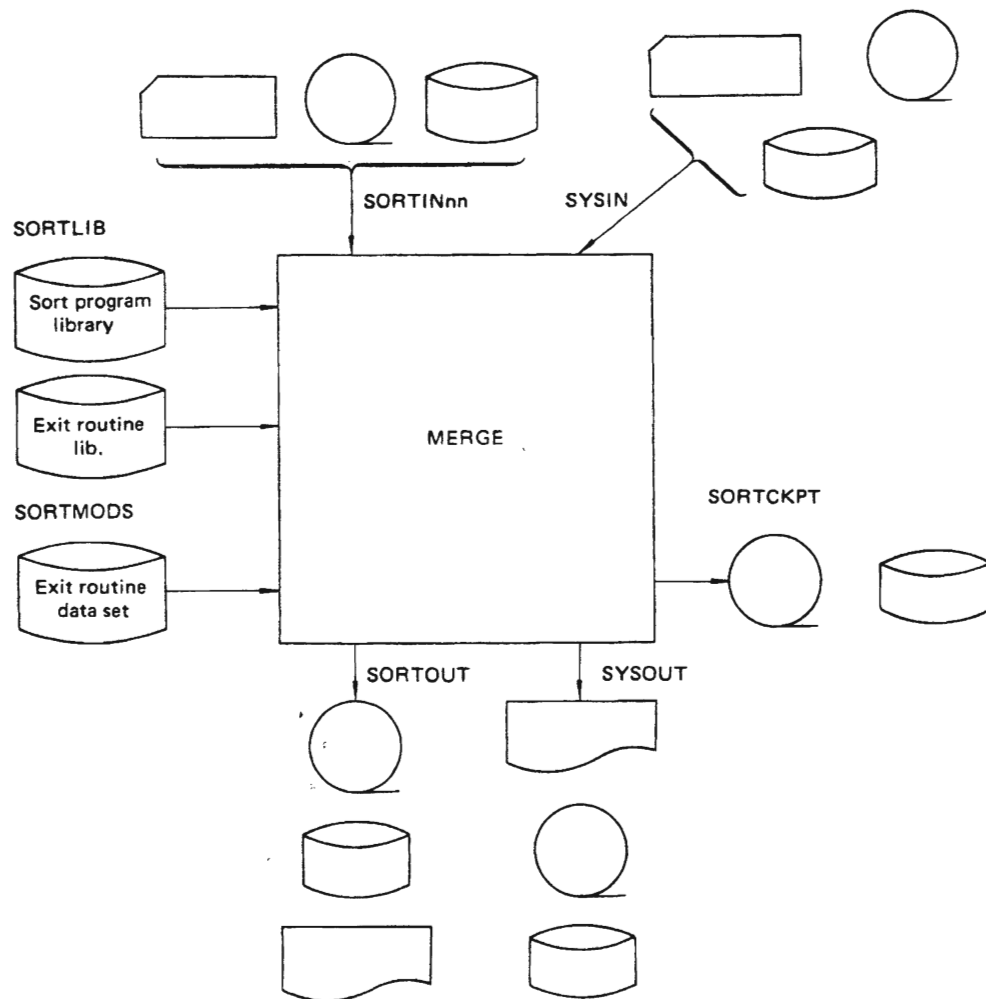 SORTINnn
SYSIN
SORTLIB
Sort program
library
Exit routine
lib.
MERGE
SORTMODS
SORTCKPT
Exit routine
data set
SORTOUT
SYSOUT